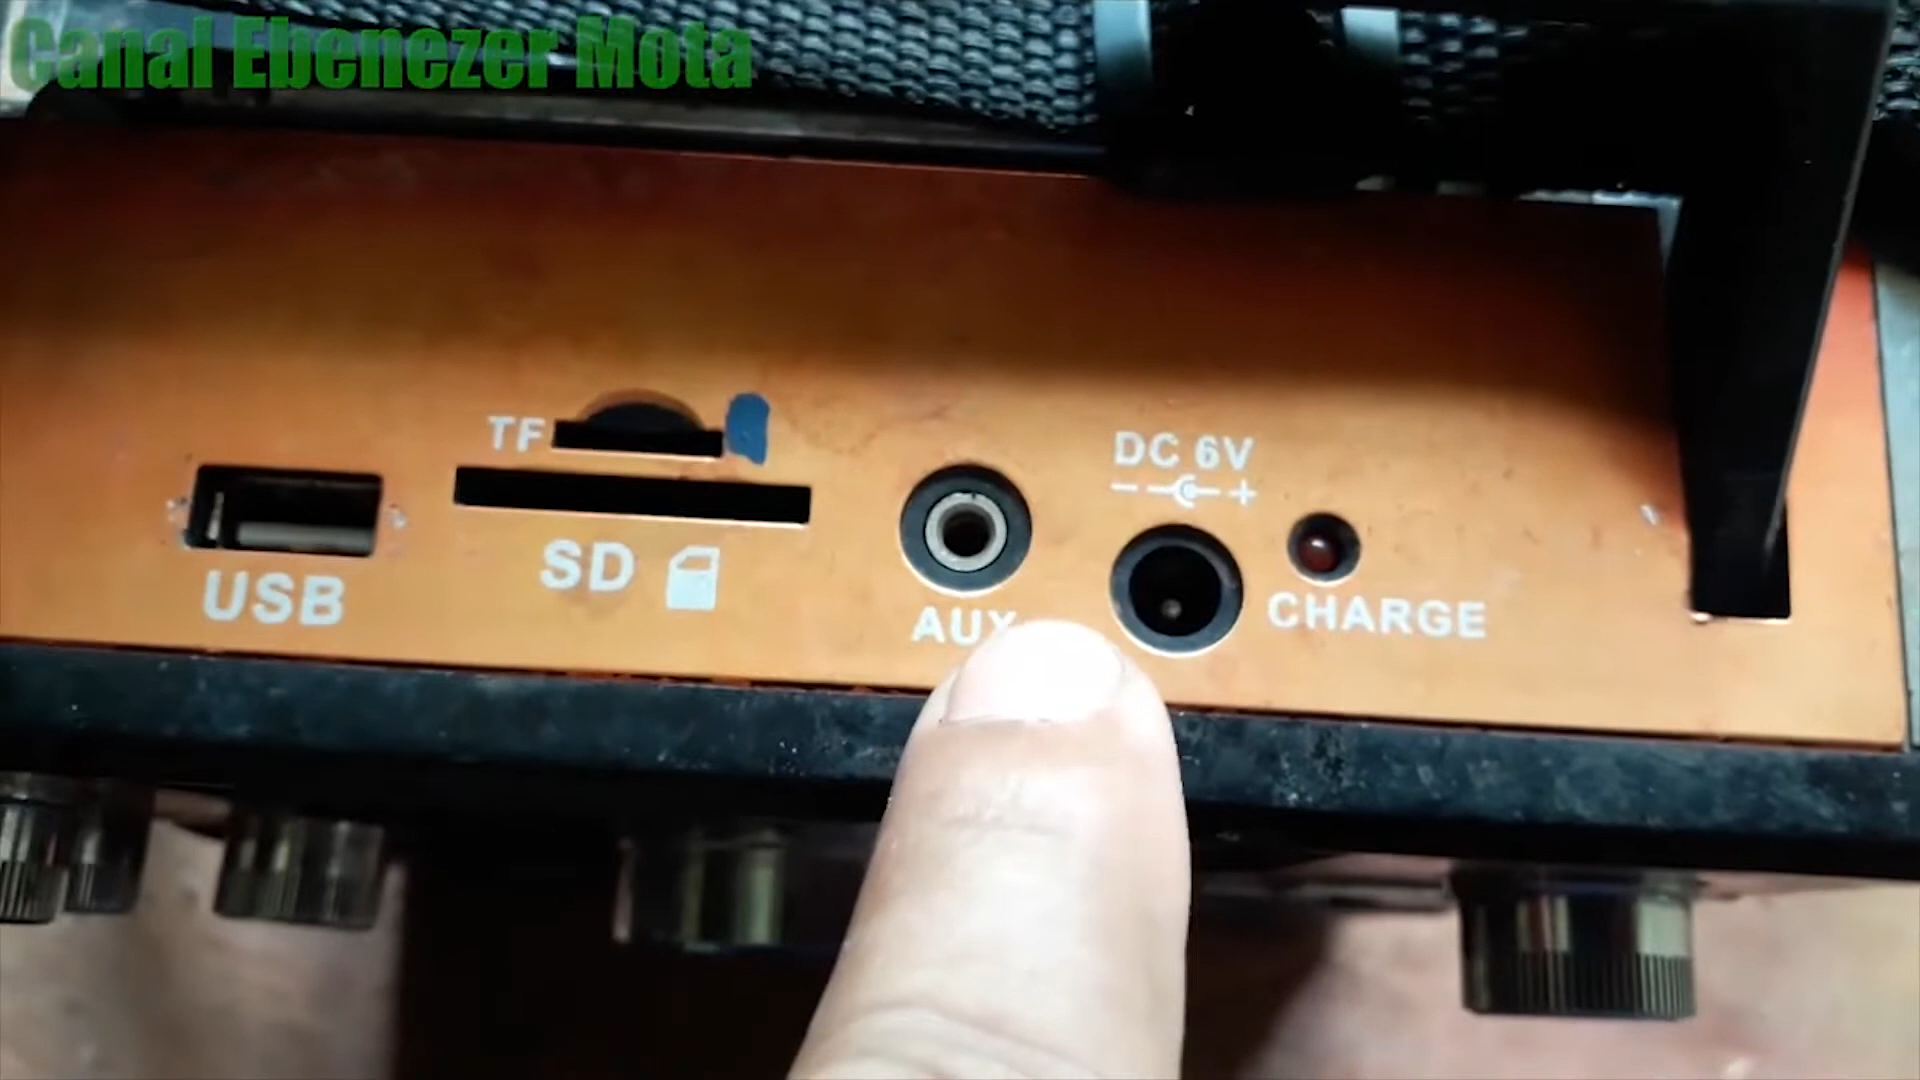 Canal Ebenezer Mota
TF
USB
SD
AUX
DC 6V
- +
CHARGE